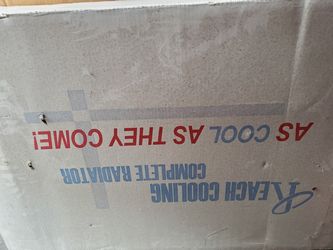 REACH COOLING
COMPLETE RADIATOR
AS COOL AS THEY COME!